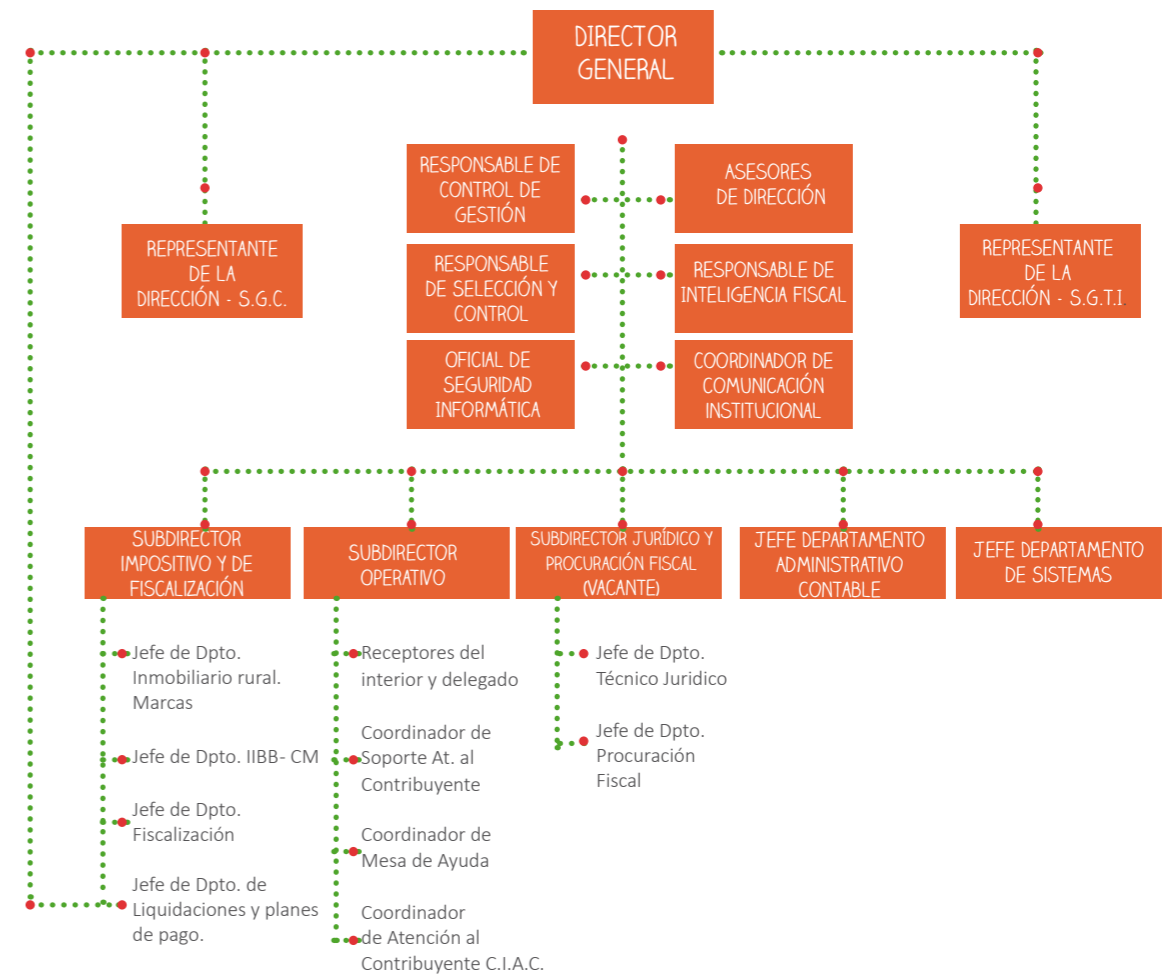 DIRECTOR
GENERAL
RESPONSABLE DE
CONTROL DE
GESTIÓN
ASESORES
DE DIRECCIÓN
REPRESENTANTE
DE LA
DIRECCIÓN - S.G.C.
RESPONSABLE
DE SELECCIÓN Y
CONTROL
RESPONSABLE DE
INTELIGENCIA FISCAL
REPRESENTANTE
DE LA
DIRECCIÓN - S.G.T.I.
OFICIAL DE
SEGURIDAD
INFORMÁTICA
COORDINADOR DE
COMUNICACIÓN
INSTITUCIONAL
SUBDIRECTOR
IMPOSITIVO Y DE
FISCALIZACIÓN
SUBDIRECTOR
OPERATIVO
SUBDIRECTOR JURÍDICO Y
PROCURACIÓN FISCAL
(VACANTE)
JEFE DEPARTAMENTO
ADMINISTRATIVO
CONTABLE
JEFE DEPARTAMENTO
DE SISTEMAS
Jefe de Dpto.
Inmobiliario rural.
Marcas
Jefe de Dpto. IIBB- CM
Jefe de Dpto.
Fiscalización
Jefe de Dpto. de
Liquidaciones y planes
de pago.
Receptores del
interior y delegado
Coordinador de
Soporte At. al
Contribuyente
Coordinador de
Mesa de Ayuda
Coordinador
de Atención al
Contribuyente C.I.A.C.
Jefe de Dpto.
Técnico Juridico
Jefe de Dpto.
Procuración
Fiscal